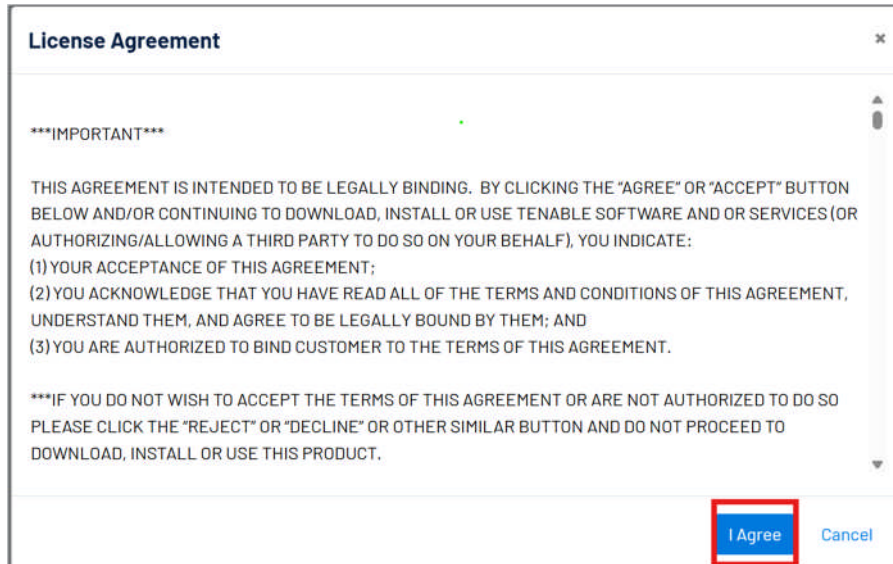 License Agreement
×
***IMPORTANT***
THIS AGREEMENT IS INTENDED TO BE LEGALLY BINDING. BY CLICKING THE “AGREE” OR “ACCEPT” BUTTON
BELOW AND/OR CONTINUING TO DOWNLOAD, INSTALL OR USE TENABLE SOFTWARE AND OR SERVICES (OR
AUTHORIZING/ALLOWING A THIRD PARTY TO DO SO ON YOUR BEHALF), YOU INDICATE:
(1) YOUR ACCEPTANCE OF THIS AGREEMENT;
(2) YOU ACKNOWLEDGE THAT YOU HAVE READ ALL OF THE TERMS AND CONDITIONS OF THIS AGREEMENT,
UNDERSTAND THEM, AND AGREE TO BE LEGALLY BOUND BY THEM; AND
(3) YOU ARE AUTHORIZED TO BIND CUSTOMER TO THE TERMS OF THIS AGREEMENT.
***IF YOU DO NOT WISH TO ACCEPT THE TERMS OF THIS AGREEMENT OR ARE NOT AUTHORIZED TO DO SO
PLEASE CLICK THE “REJECT” OR “DECLINE” OR OTHER SIMILAR BUTTON AND DO NOT PROCEED TO
DOWNLOAD, INSTALL OR USE THIS PRODUCT.
I Agree Cancel